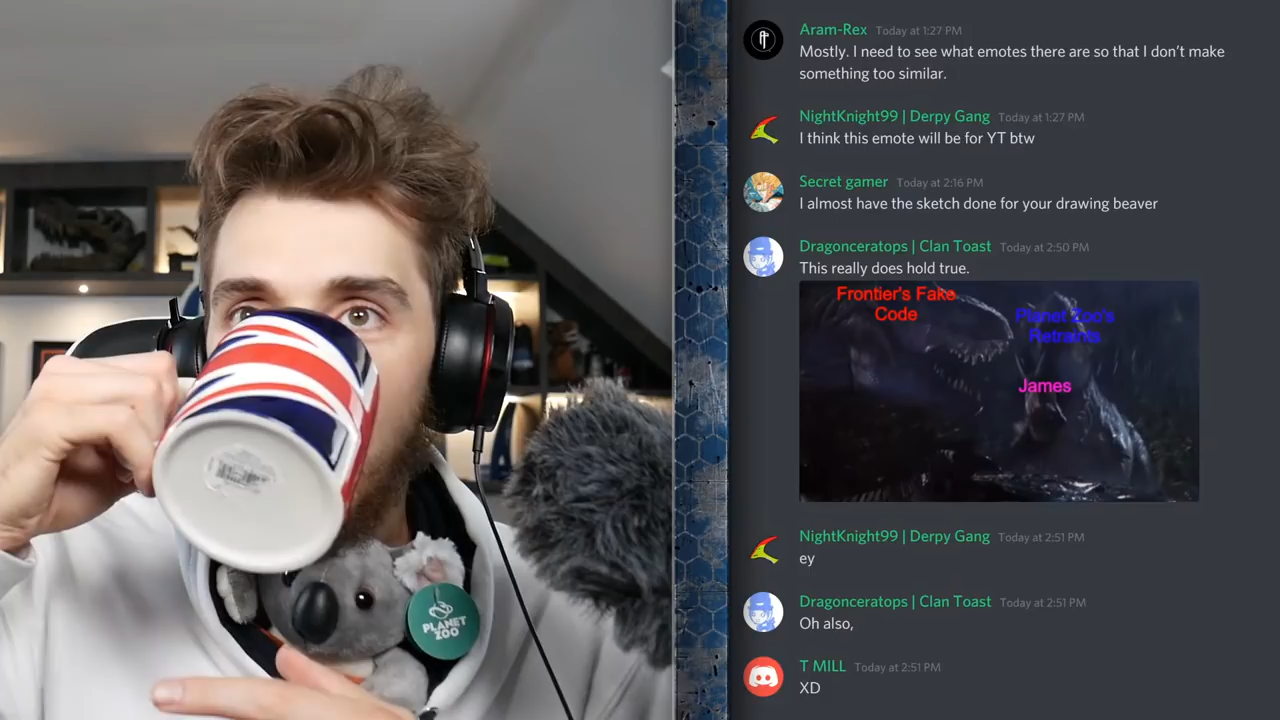 Aram-Rex Today at 1:27 PM
Mostly. I need to see what emotes there are so that I don't make
something too similar.
NightKnight99 | Derpy Gang Today at 1:27 PM
I think this emote will be for YT btw
Secret gamer Today at 2:16 PM
I almost have the sketch done for your drawing beaver
Dragonceratops | Clan Toast Today at 2:50 PM
This really does hold true.
Frontier's Fake
Code
Planet Zoo's
Retraints
James
NightKnight99 | Derpy Gang Today at 2:51 PM
ey
Dragonceratops | Clan Toast Today at 2:51 PM
Oh also,
T MILL Today at 2:51 PM
XD
PLANET
ZOO